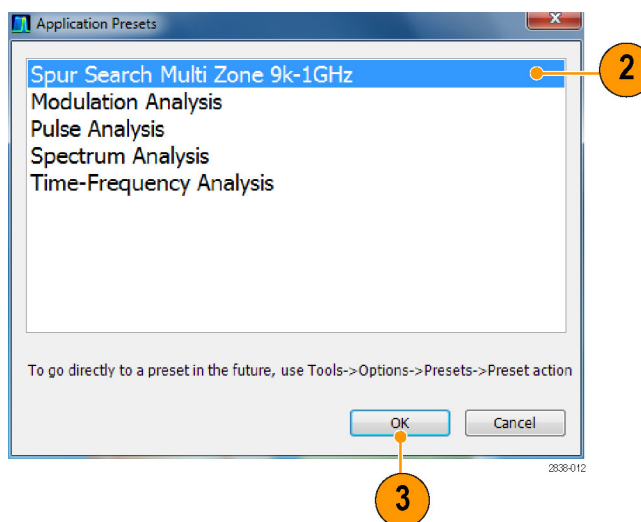 Application Presets
Spur Search Multi Zone 9k-1GHz
2
Modulation Analysis
Pulse Analysis
Spectrum Analysis
Time-Frequency Analysis
To go directly to a preset in the future, use Tools->Options->Presets->Preset action
OK
Cancel
2838-012
3